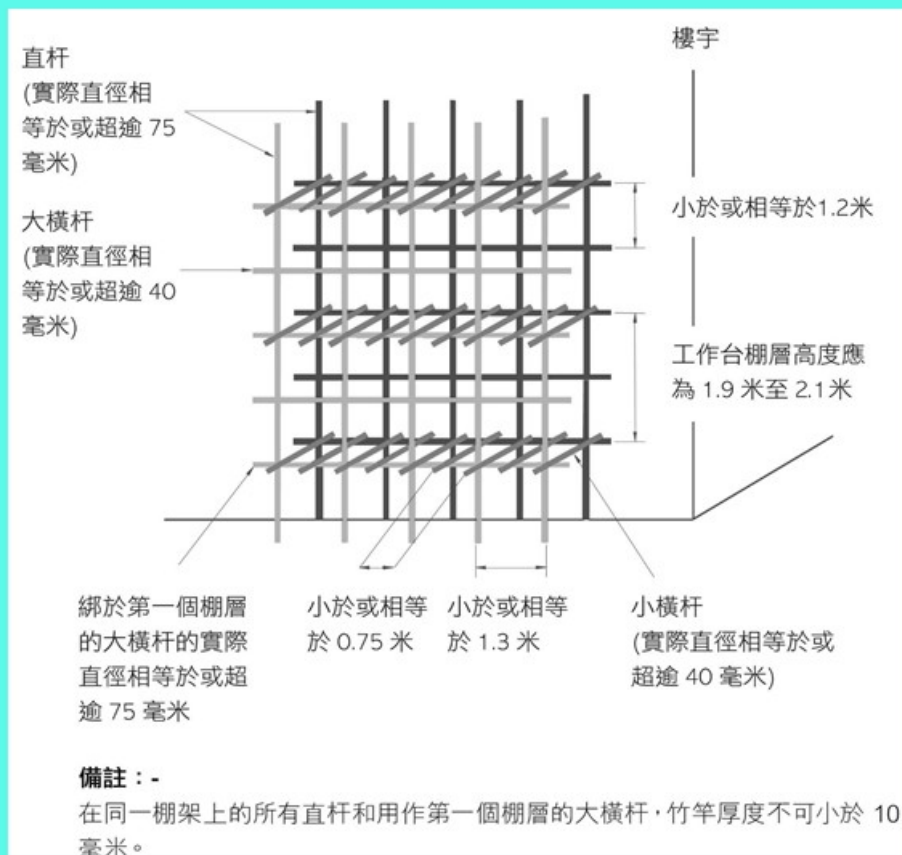 直杆
(實際直徑相
等於或超逾 75
毫米)
大橫杆
(實際直徑相
等於或超逾 40
毫米)
樓宇
小於或相等於1.2米
工作台棚層高度應
為 1.9 米至 2.1米
綁於第一個棚層
的大橫杆的實際
直徑相等於或超
逾 75 毫米
小於或相等
於 0.75 米
小於或相等
於 1.3 米
小橫杆
(實際直徑相等於或
超逾 40 毫米)
備註：-
在同一棚架上的所有直杆和用作第一個棚層的大橫杆，竹竿厚度不可小於 10
毫米。